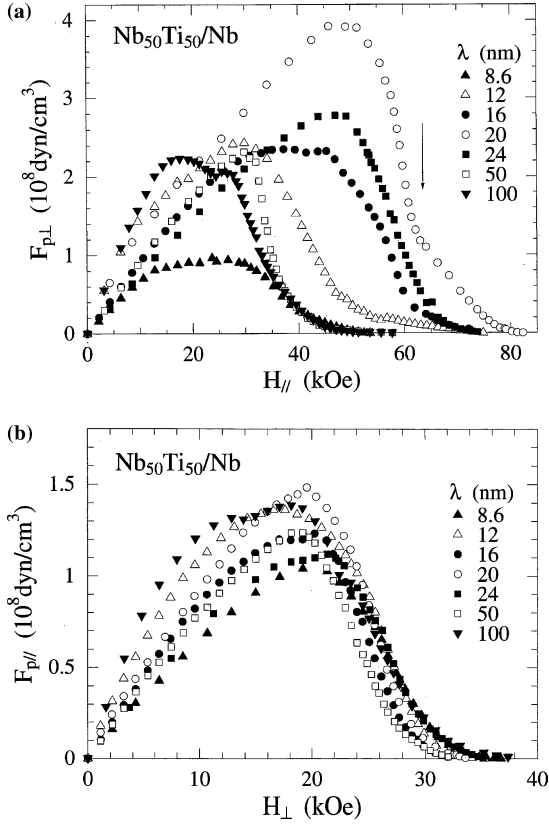 (a)
Nb50Ti50/Nb
λ (nm)
▲ 8.6
△ 12
● 16
○ 20
■ 24
□ 50
▼ 100
Fp⊥ (10^8dyn/cm^3)
4
3
2
1
0
0 20 40 60 80
H// (kOe)
(b)
Nb50Ti50/Nb
λ (nm)
▲ 8.6
△ 12
● 16
○ 20
■ 24
□ 50
▼ 100
Fp// (10^8dyn/cm^3)
1.5
1
0.5
0
0 10 20 30 40
H⊥ (kOe)